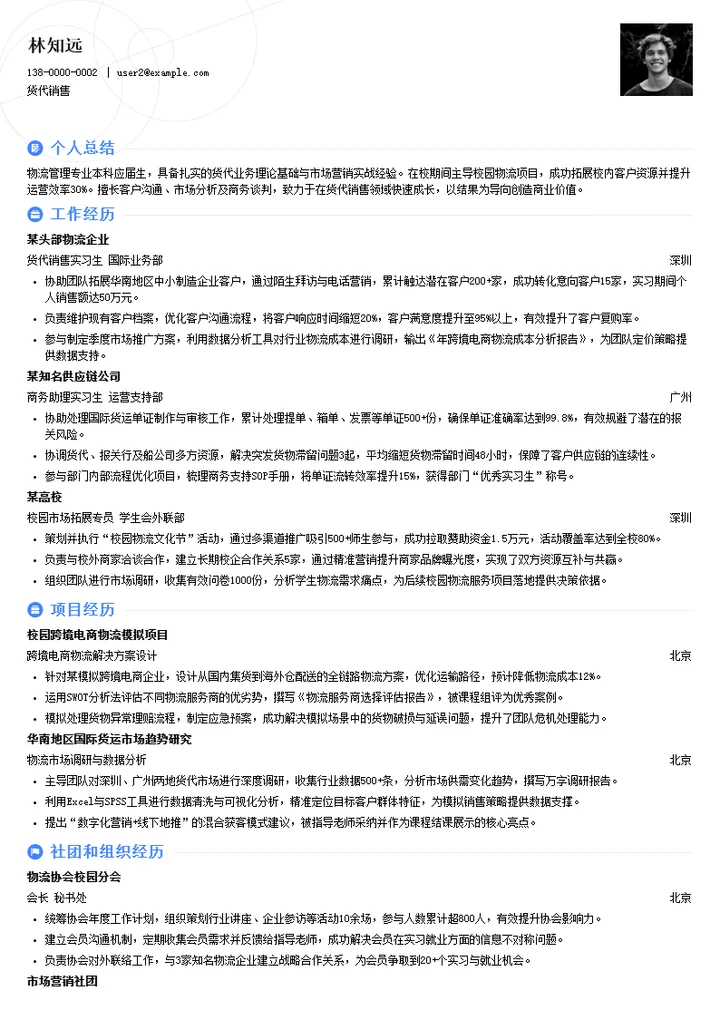 林知远
138-0000-0002 | user2@example.com
货代销售
个人总结
物流管理专业本科应届生，具备扎实的货代业务理论基础与市场营销实战经验。在校期间主导校园物流项目，成功拓展校内客户资源并提升
运营效率30%。擅长客户沟通、市场分析及商务谈判，致力于在货代销售领域快速成长，以结果为导向创造商业价值。
工作经历
某头部物流企业
货代销售实习生 国际业务部 深圳
• 协助团队拓展华南地区中小制造企业客户，通过陌生拜访与电话营销，累计触达潜在客户200+家，成功转化意向客户15家，实习期间个
人销售额达50万元。
• 负责维护现有客户档案，优化客户沟通流程，将客户响应时间缩短20%，客户满意度提升至95%以上，有效提升了客户复购率。
• 参与制定季度市场推广方案，利用数据分析工具对行业物流成本进行调研，输出《年跨境电商物流成本分析报告》，为团队定价策略提
供数据支持。
某知名供应链公司
商务助理实习生 运营支持部 广州
• 协助处理国际货运单证制作与审核工作，累计处理提单、箱单、发票等单证500+份，确保单证准确率达到99.8%，有效规避了潜在的报
关风险。
• 协调货代、报关行及船公司多方资源，解决突发货物滞留问题3起，平均缩短货物滞留时间48小时，保障了客户供应链的连续性。
• 参与部门内部流程优化项目，梳理商务支持SOP手册，将单证流转效率提升15%，获得部门“优秀实习生”称号。
某高校
校园市场拓展专员 学生会外联部 深圳
• 策划并执行“校园物流文化节”活动，通过多渠道推广吸引500+师生参与，成功拉取赞助资金1.5万元，活动覆盖率达到全校80%。
• 负责与校外商家洽谈合作，建立长期校企合作关系5家，通过精准营销提升商家品牌曝光度，实现了双方资源互补与共赢。
• 组织团队进行市场调研，收集有效问卷1000份，分析学生物流需求痛点，为后续校园物流服务项目落地提供决策依据。
项目经历
校园跨境电商物流模拟项目
跨境电商物流解决方案设计 北京
• 针对某模拟跨境电商企业，设计从国内集货到海外仓配送的全链路物流方案，优化运输路径，预计降低物流成本12%。
• 运用SWOT分析法评估不同物流服务商的优劣势，撰写《物流服务商选择评估报告》，被课程组评为优秀案例。
• 模拟处理货物异常理赔流程，制定应急预案，成功解决模拟场景中的货物破损与延误问题，提升了团队危机处理能力。
华南地区国际货运市场趋势研究
物流市场调研与数据分析 北京
• 主导团队对深圳、广州两地货代市场进行深度调研，收集行业数据500+条，分析市场供需变化趋势，撰写万字调研报告。
• 利用Excel与SPSS工具进行数据清洗与可视化分析，精准定位目标客户群体特征，为模拟销售策略提供数据支撑。
• 提出“数字化营销+线下地推”的混合获客模式建议，被指导老师采纳并作为课程结课展示的核心亮点。
社团和组织经历
物流协会校园分会
会长 秘书处 北京
• 统筹协会年度工作计划，组织策划行业讲座、企业参访等活动10余场，参与人数累计超800人，有效提升协会影响力。
• 建立会员沟通机制，定期收集会员需求并反馈给指导老师，成功解决会员在实习就业方面的信息不对称问题。
• 负责协会对外联络工作，与3家知名物流企业建立战略合作关系，为会员争取到20+个实习与就业机会。
市场营销社团